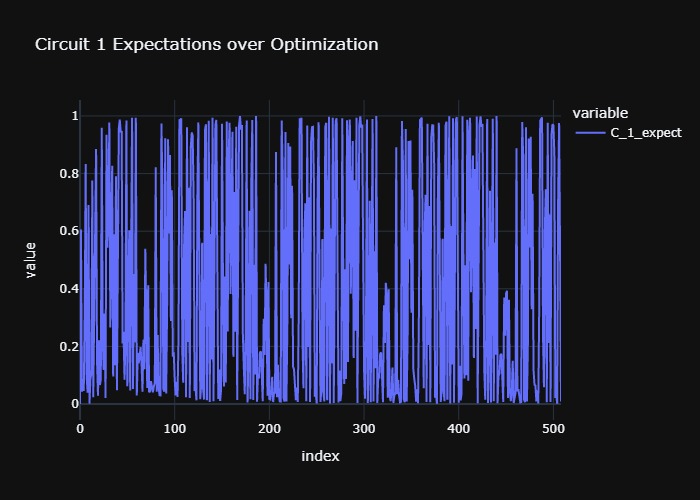 Circuit 1 Expectations over Optimization
variable
C_1_expect
1
0.8
0.6
0.4
0.2
0
value
0 100 200 300 400 500
index